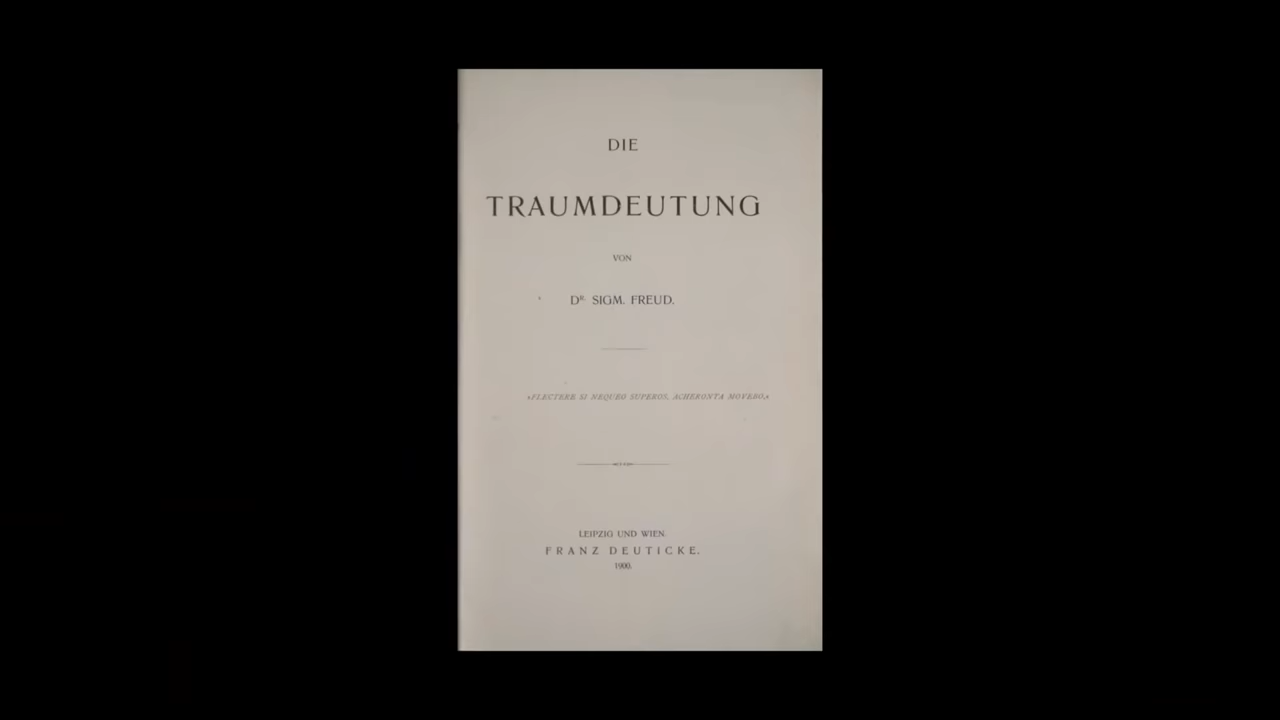 DIE
TRAUMDEUTUNG
VON
DR. SIGM. FREUD.
»FLECTERE SI NEQUEO SUPEROS, ACHERONTA MOVEBO.«
LEIPZIG UND WIEN.
FRANZ DEUTICKE.
1900.